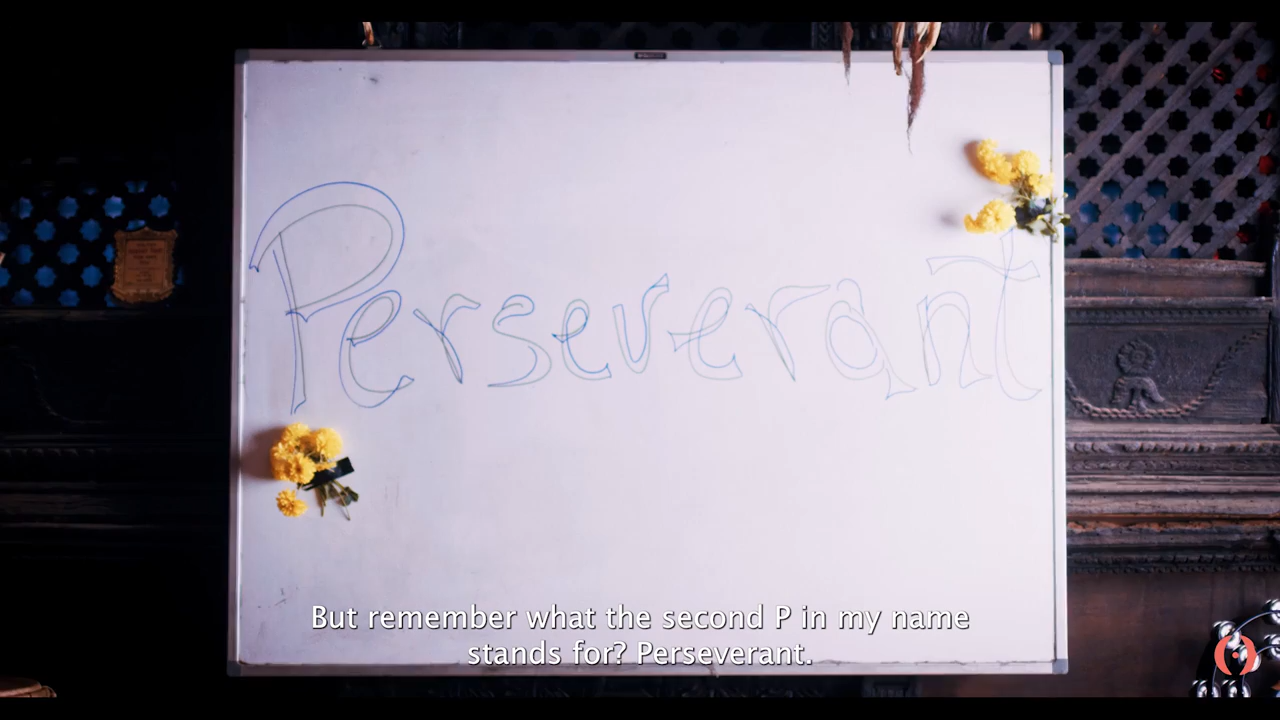 Perseverant
But remember what the second P in my name
stands for? Perseverant.